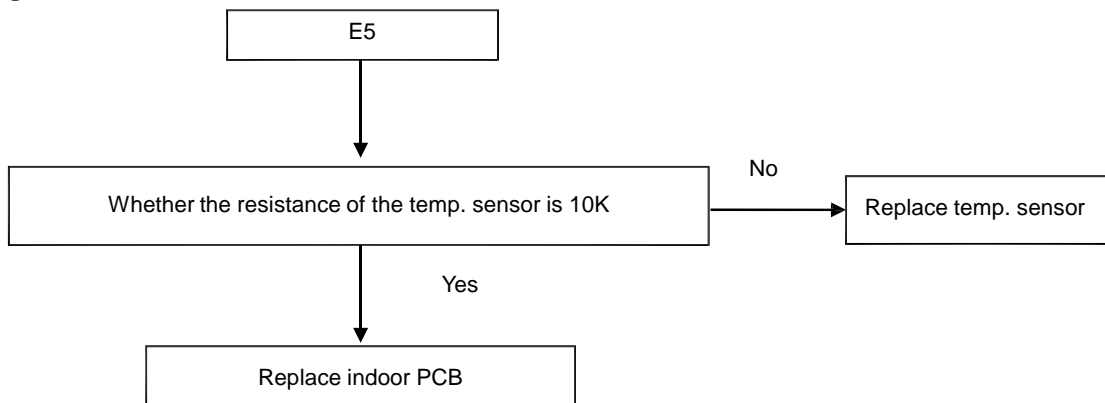 E5
Whether the resistance of the temp. sensor is 10K
No
Replace temp. sensor
Yes
Replace indoor PCB